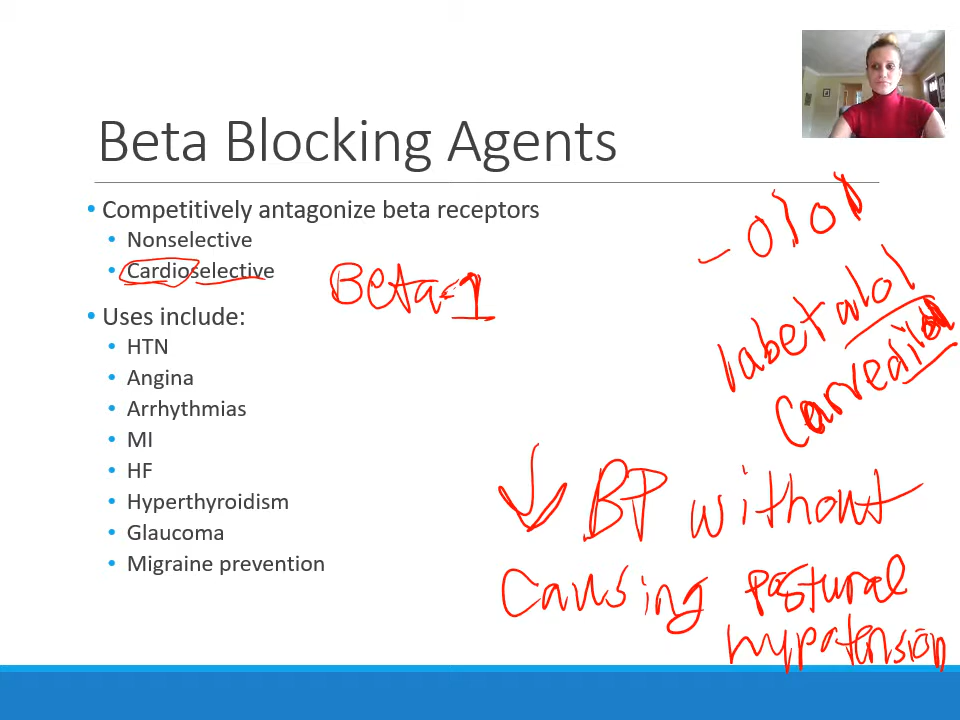 Beta Blocking Agents
• Competitively antagonize beta receptors
• Nonselective
• Cardioselective
Beta-1
• Uses include:
• HTN
• Angina
• Arrhythmias
• MI
• HF
• Hyperthyroidism
• Glaucoma
• Migraine prevention
-olol
labetalol
Carvedilol
↓ BP without
Causing postural
hypotension